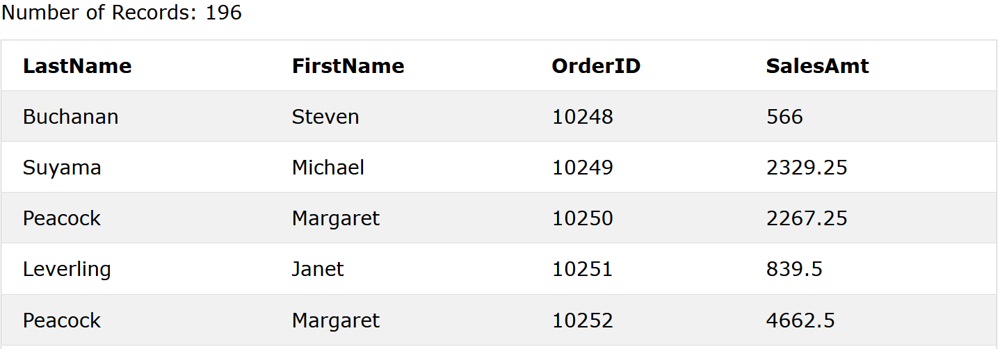 Number of Records: 196
LastName FirstName OrderID SalesAmt
Buchanan Steven 10248 566
Suyama Michael 10249 2329.25
Peacock Margaret 10250 2267.25
Leverling Janet 10251 839.5
Peacock Margaret 10252 4662.5